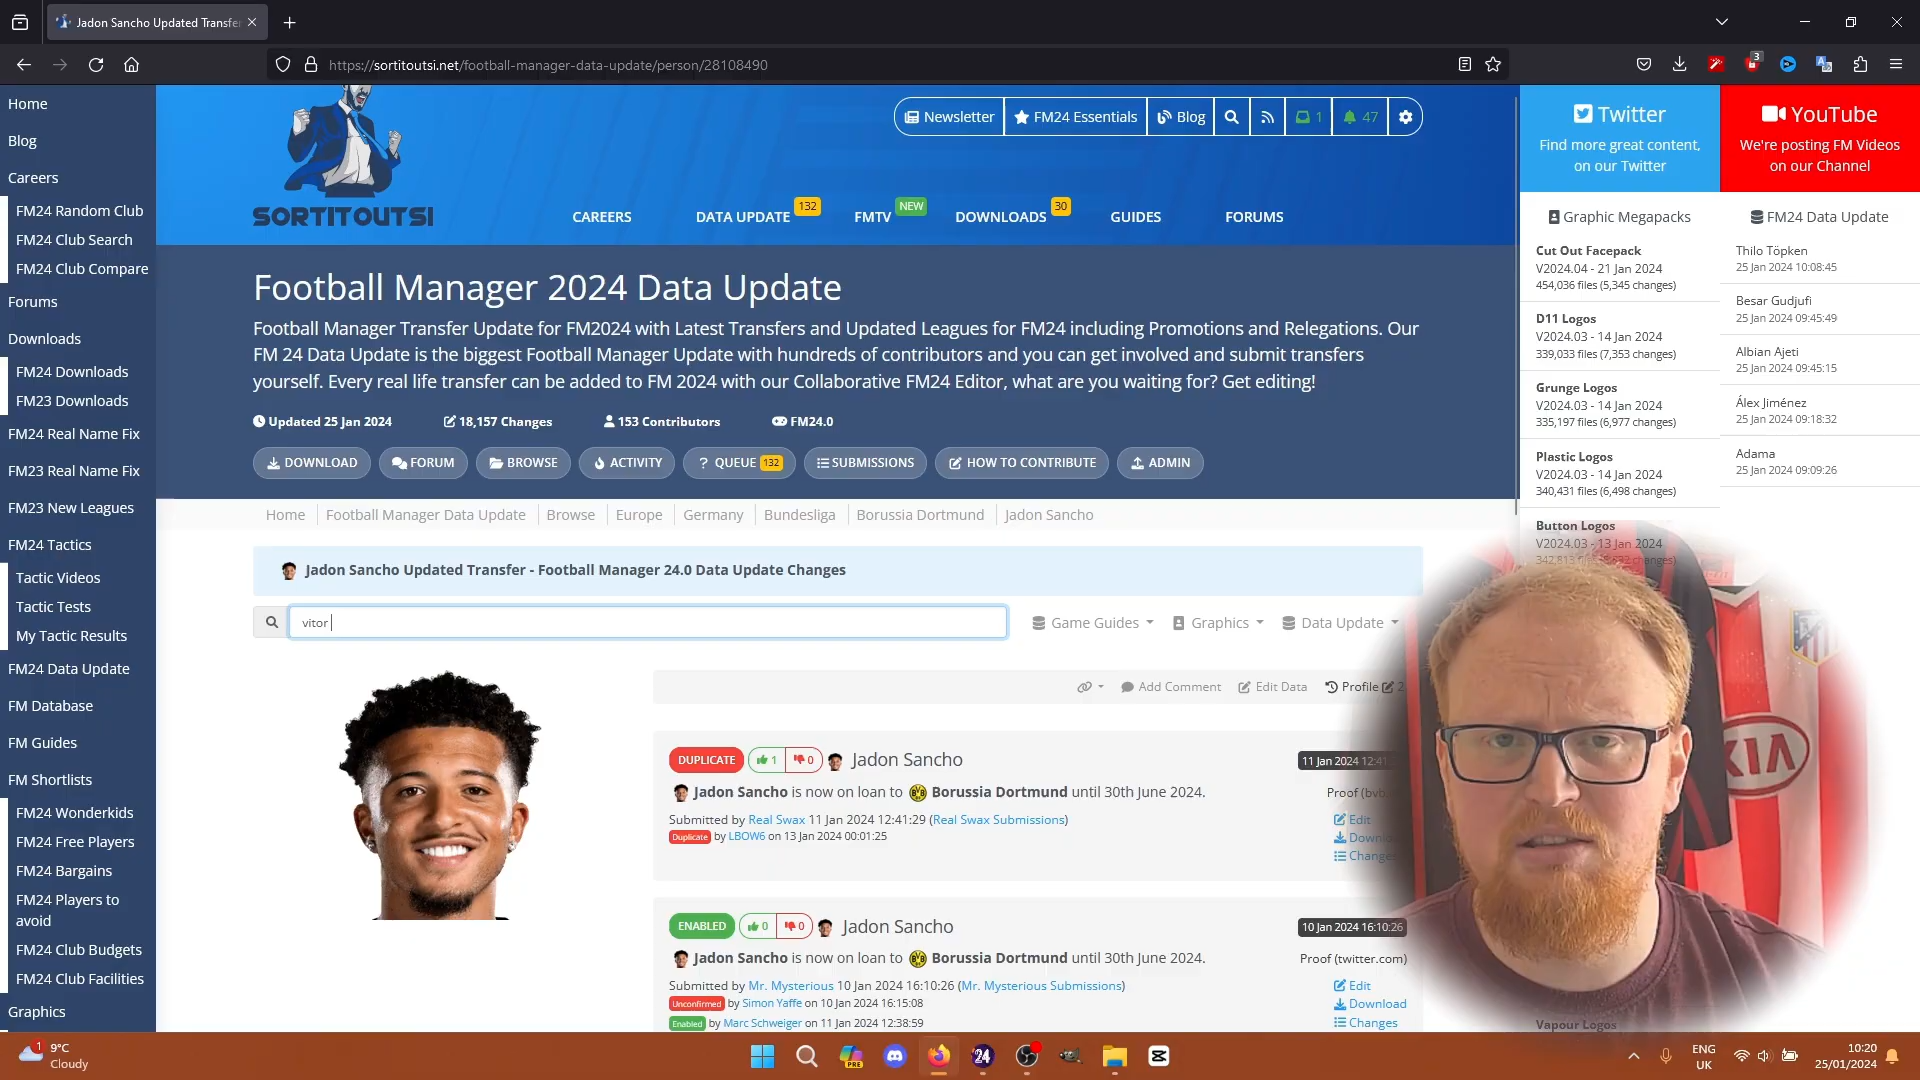 Jadon Sancho Updated Transfe
https://sortitoutsi.net/football-manager-data-update/person/28108490
3
Home
Blog
Careers
FM24 Random Club
FM24 Club Search
FM24 Club Compare
Forums
Downloads
FM24 Downloads
FM23 Downloads
FM24 Real Name Fix
FM23 Real Name Fix
FM23 New Leagues
FM24 Tactics
Tactic Videos
Tactic Tests
My Tactic Results
FM24 Data Update
FM Database
FM Guides
FM Shortlists
FM24 Wonderkids
FM24 Free Players
FM24 Bargains
FM24 Players to
avoid
FM24 Club Budgets
FM24 Club Facilities
Graphics
SORTITOUTSI
Newsletter FM24 Essentials Blog 1 47
CAREERS DATA UPDATE 132 FMTV NEW DOWNLOADS 30 GUIDES FORUMS
Football Manager 2024 Data Update
Football Manager Transfer Update for FM2024 with Latest Transfers and Updated Leagues for FM24 including Promotions and Relegations. Our
FM 24 Data Update is the biggest Football Manager Update with hundreds of contributors and you can get involved and submit transfers
yourself. Every real life transfer can be added to FM 2024 with our Collaborative FM24 Editor, what are you waiting for? Get editing!
Updated 25 Jan 2024 18,157 Changes 153 Contributors FM24.0
DOWNLOAD FORUM BROWSE ACTIVITY ? QUEUE 132 SUBMISSIONS HOW TO CONTRIBUTE ADMIN
Home Football Manager Data Update Browse Europe Germany Bundesliga Borussia Dortmund Jadon Sancho
Jadon Sancho Updated Transfer - Football Manager 24.0 Data Update Changes
vitor
Game Guides Graphics Data Update
Add Comment Edit Data Profile 2
DUPLICATE 1 0 Jadon Sancho 11 Jan 2024 12:41
Jadon Sancho is now on loan to Borussia Dortmund until 30th June 2024. Proof (bvb.
Submitted by Real Swax 11 Jan 2024 12:41:29 (Real Swax Submissions) Edit
Duplicate by LBOW6 on 13 Jan 2024 00:01:25 Downlo
Changes
ENABLED 0 0 Jadon Sancho 10 Jan 2024 16:10:26
Jadon Sancho is now on loan to Borussia Dortmund until 30th June 2024. Proof (twitter.com)
Submitted by Mr. Mysterious 10 Jan 2024 16:10:26 (Mr. Mysterious Submissions) Edit
Unconfirmed by Simon Yaffe on 10 Jan 2024 16:15:08 Download
Enabled by Marc Schweiger on 11 Jan 2024 12:38:59 Changes
Twitter
Find more great content,
on our Twitter
YouTube
We're posting FM Videos
on our Channel
Graphic Megapacks
Cut Out Facepack
V2024.04 - 21 Jan 2024
454,036 files (5,345 changes)
D11 Logos
V2024.03 - 14 Jan 2024
339,033 files (7,353 changes)
Grunge Logos
V2024.03 - 14 Jan 2024
335,197 files (6,977 changes)
Plastic Logos
V2024.03 - 14 Jan 2024
340,431 files (6,498 changes)
Button Logos
V2024.03 - 13 Jan 2024
Vapour Logos
FM24 Data Update
Thilo Töpken
25 Jan 2024 10:08:45
Besar Gudjufi
25 Jan 2024 09:45:49
Albian Ajeti
25 Jan 2024 09:45:15
Álex Jiménez
25 Jan 2024 09:18:32
Adama
25 Jan 2024 09:09:26
KIA
1
9°C
Cloudy
PRE
24
ENG
UK
10:20
25/01/2024